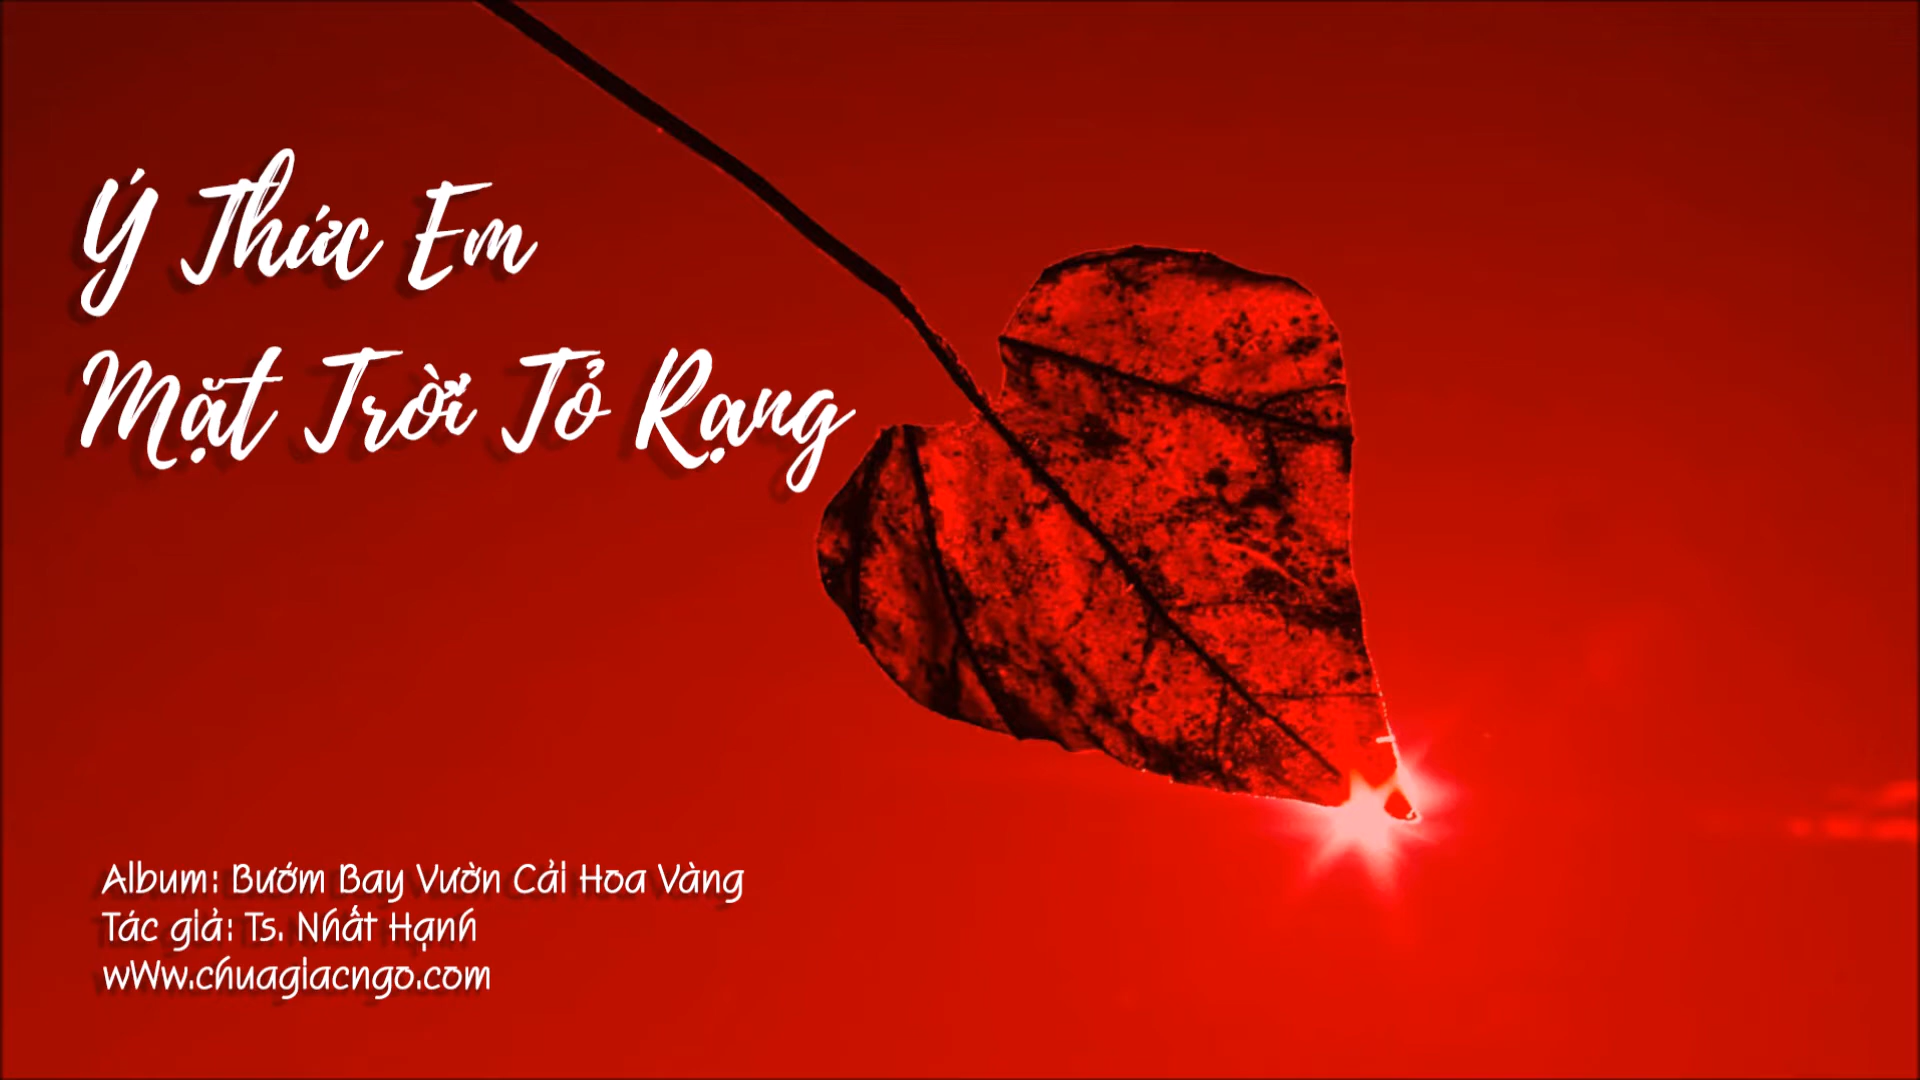 Ý Thức Em
Mặt Trời Tỏ Rạng
Album: Bướm Bay Vườn Cải Hoa Vàng
Tác giả: Ts. Nhất Hạnh
wWw.chuagiacngo.com